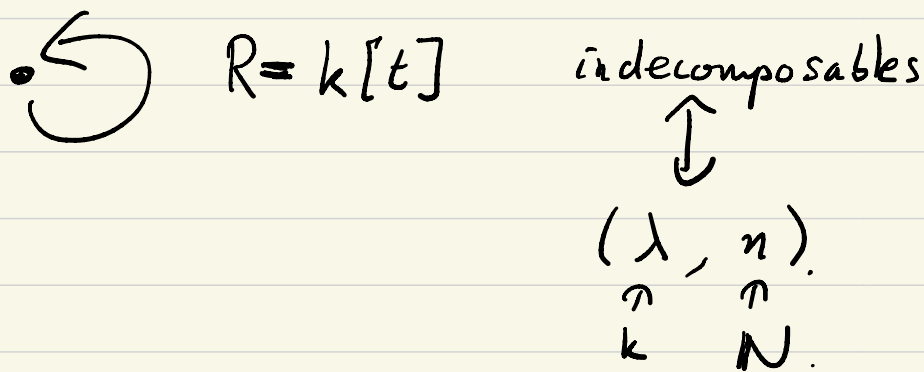 R = k[t] indecomposables
↕
(λ, n).
↑ ↑
k N.